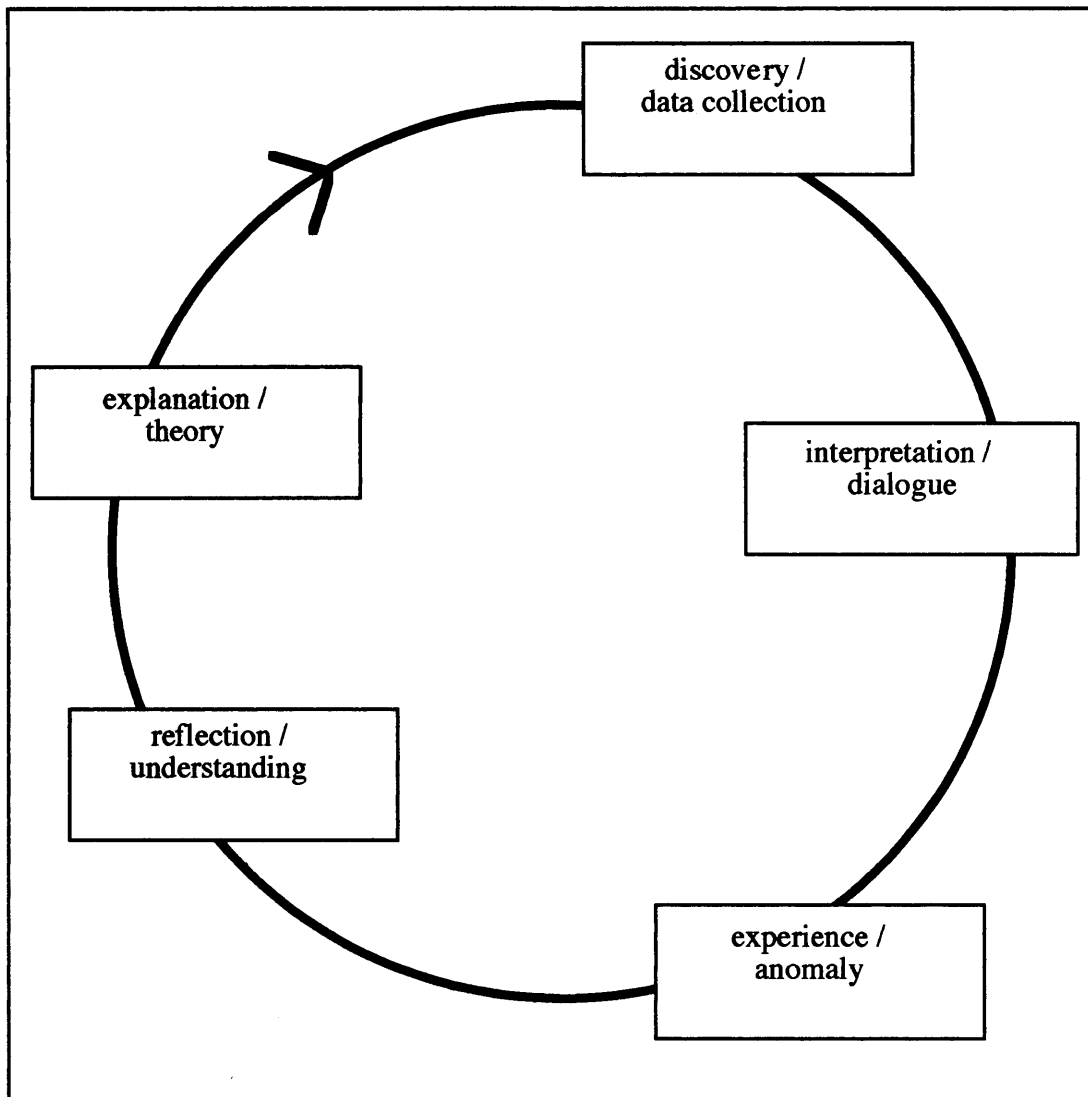 discovery /
data collection
explanation /
theory
interpretation /
dialogue
reflection /
understanding
experience /
anomaly